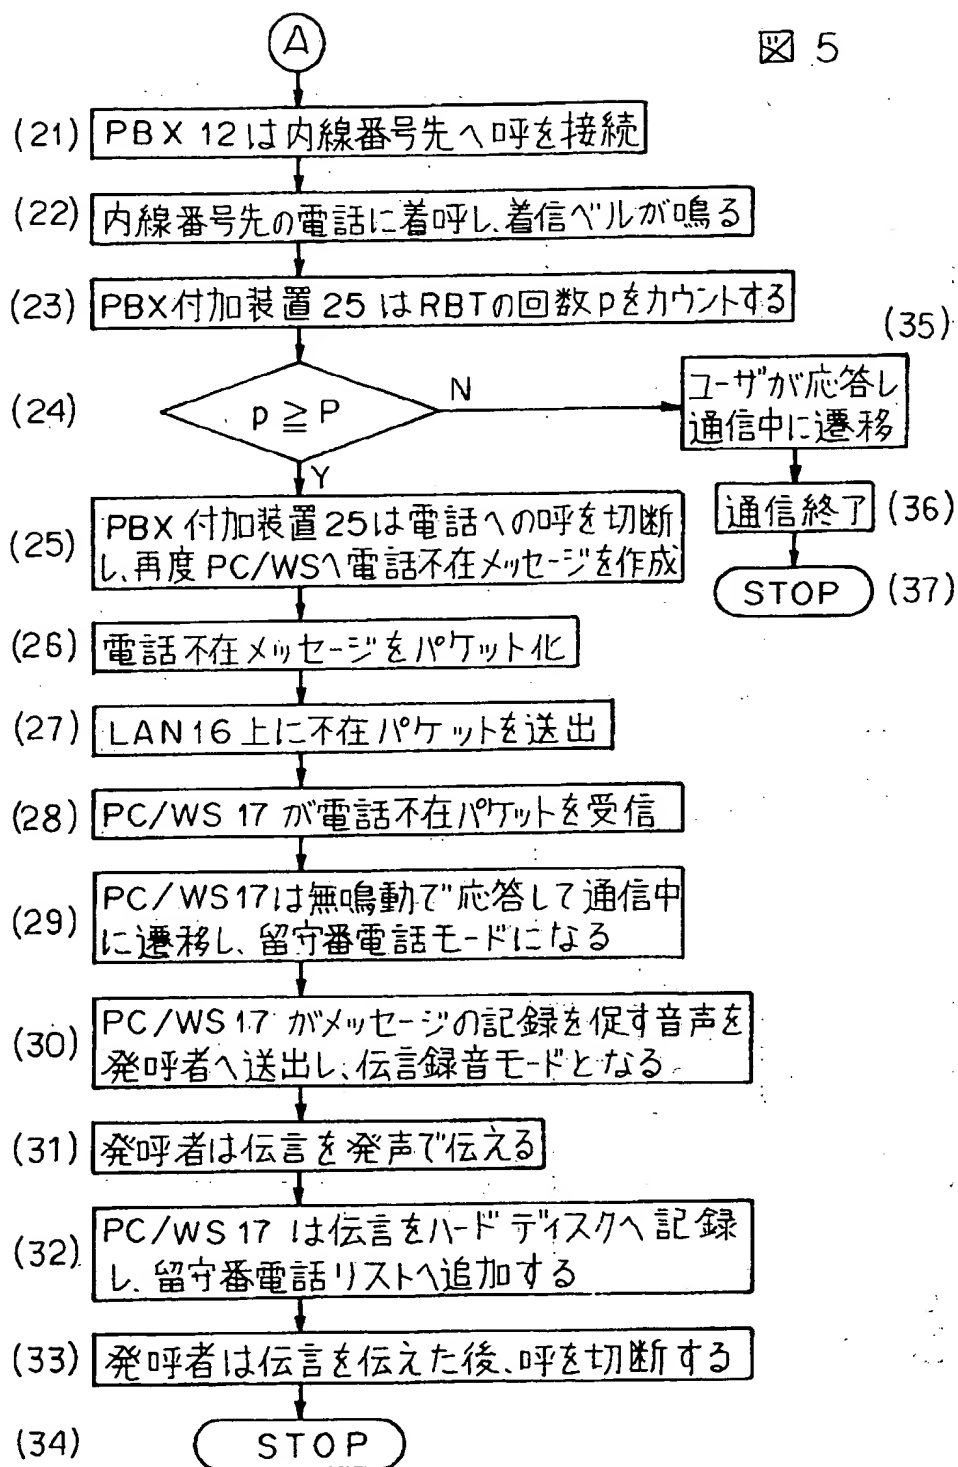 A
図 5
(21) PBX 12は内線番号先へ呼を接続
(22) 内線番号先の電話に着呼し、着信ベルが鳴る
(23) PBX付加装置 25 はRBTの回数pをカウントする
(24) p ≧ P
N
Y
(35)
ユーザが応答し
通信中に遷移
通信終了 (36)
STOP (37)
(25) PBX 付加装置25は電話への呼を切断
し、再度 PC/WSへ電話不在メッセージを作成
(26) 電話不在メッセージをパケット化
(27) LAN16上に不在パケットを送出
(28) PC/WS 17 が電話不在パケットを受信
(29) PC/WS17は無鳴動で応答して通信中
に遷移し、留守番電話モードになる
(30) PC/WS 17 がメッセージの記録を促す音声を
発呼者へ送出し、伝言録音モードとなる
(31) 発呼者は伝言を発声で伝える
(32) PC/WS 17 は伝言をハードディスクへ記録
し、留守番電話リストへ追加する
(33) 発呼者は伝言を伝えた後、呼を切断する
(34) STOP